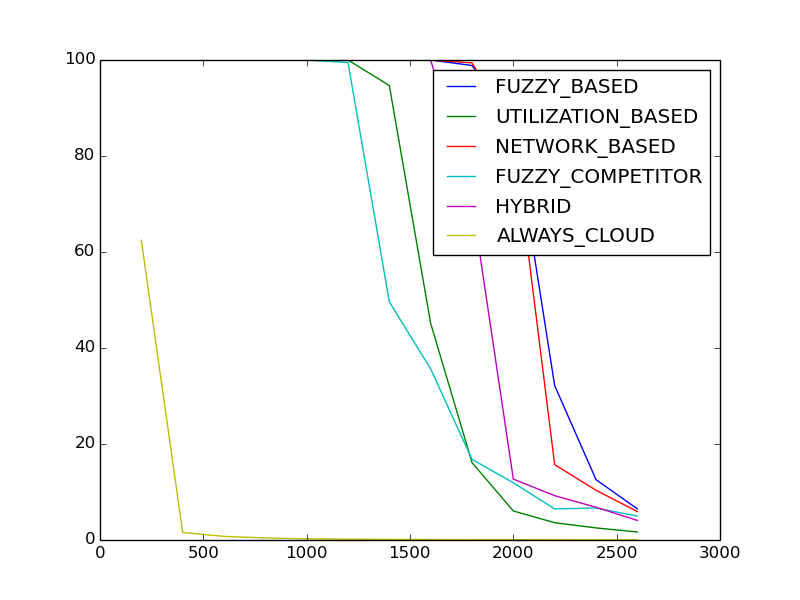 100
80
60
40
20
0
FUZZY_BASED
UTILIZATION_BASED
NETWORK_BASED
FUZZY_COMPETITOR
HYBRID
ALWAYS_CLOUD
0 500 1000 1500 2000 2500 3000